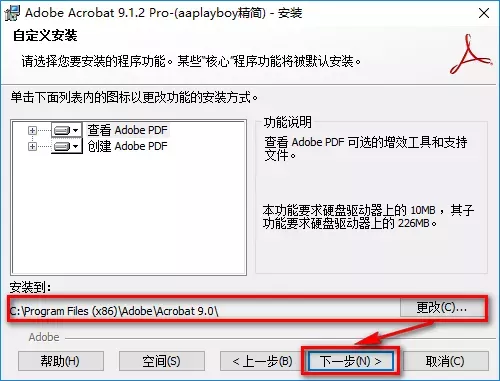 Adobe Acrobat 9.1.2 Pro-(aaplayboy精简) - 安装
自定义安装
请选择您要安装的程序功能。某些"核心"程序功能将被默认安装。
单击下面列表内的图标以更改功能的安装方式。
查看 Adobe PDF
创建 Adobe PDF
功能说明
查看 Adobe PDF 可选的增效工具和支持
文件。
本功能要求硬盘驱动器上的 10MB ，其子
功能要求硬盘驱动器上的 226MB。
安装到：
C:\Program Files (x86)\Adobe\Acrobat 9.0\
更改(C)...
Adobe
帮助(H)
空间(S)
< 上一步(B)
下一步(N) >
取消(C)